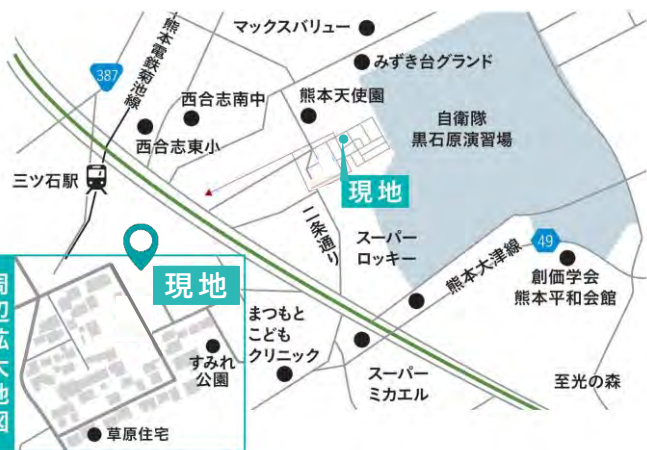 マックスバリュー
みずき台グランド
熊本電鉄菊池線
387
西合志南中
熊本天使園
西合志東小
自衛隊
黒石原演習場
三ツ石駅
現地
二条通り
スーパー
ロッキー
熊本大津線
49
創価学会
熊本平和会館
現地
まつもと
こども
クリニック
スーパー
ミカエル
至光の森
周辺拡大地図
すみれ
公園
草原住宅